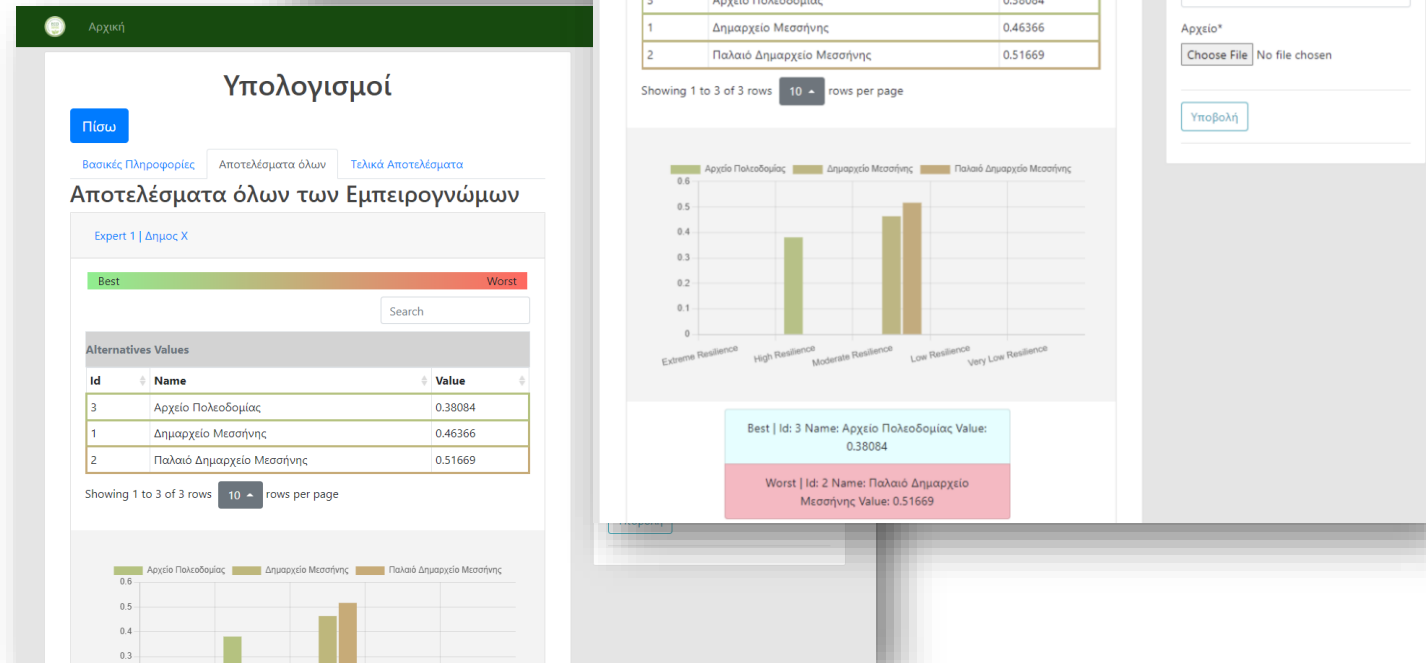 Αρχική
Υπολογισμοί
Πίσω
Βασικές Πληροφορίες Αποτελέσματα όλων Τελικά Αποτελέσματα
Αποτελέσματα όλων των Εμπειρογνώμων
Expert 1 | Δημος Χ
Best Worst
Search
Alternatives Values
Id Name Value
3 Αρχείο Πολεοδομίας 0.38084
1 Δημαρχείο Μεσσήνης 0.46366
2 Παλαιό Δημαρχείο Μεσσήνης 0.51669
Showing 1 to 3 of 3 rows 10 rows per page
Αρχείο Πολεοδομίας Δημαρχείο Μεσσήνης Παλαιό Δημαρχείο Μεσσήνης
0.6
0.5
0.4
0.3
3 Αρχείο Πολεοδομίας 0.38084
1 Δημαρχείο Μεσσήνης 0.46366
2 Παλαιό Δημαρχείο Μεσσήνης 0.51669
Showing 1 to 3 of 3 rows 10 rows per page
Αρχείο Πολεοδομίας Δημαρχείο Μεσσήνης Παλαιό Δημαρχείο Μεσσήνης
0.6
0.5
0.4
0.3
0.2
0.1
0
Extreme Resilience High Resilience Moderate Resilience Low Resilience Very Low Resilience
Best | Id: 3 Name: Αρχείο Πολεοδομίας Value:
0.38084
Worst | Id: 2 Name: Παλαιό Δημαρχείο
Μεσσήνης Value: 0.51669
Αρχείο*
Choose File No file chosen
Υποβολή